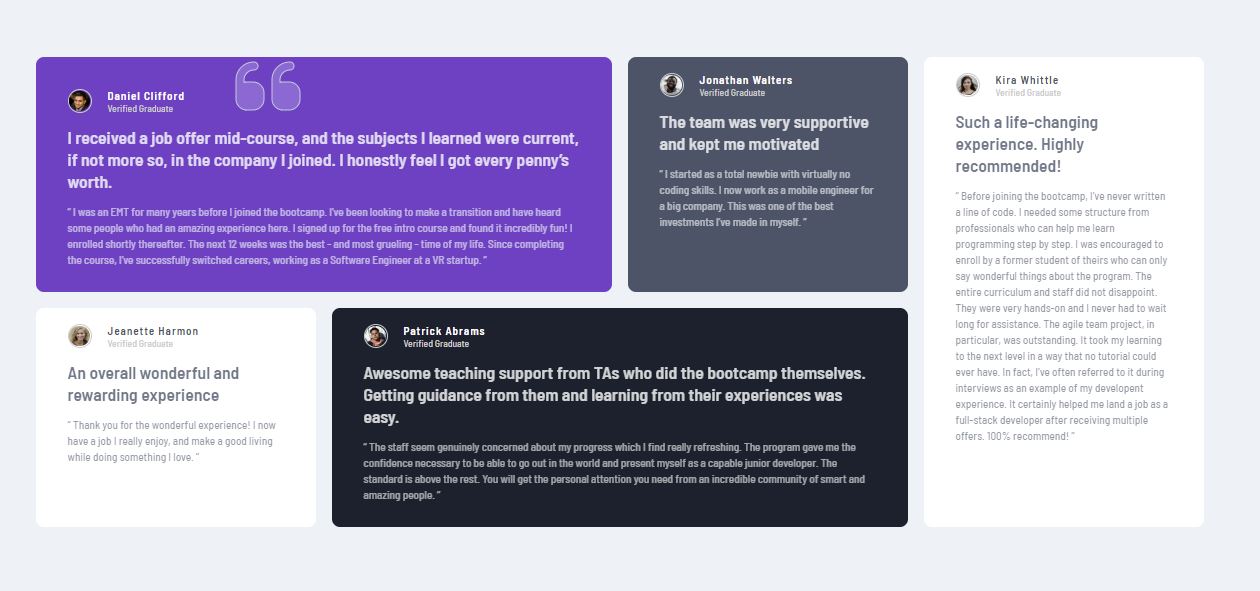 Daniel Clifford
Verified Graduate
I received a job offer mid-course, and the subjects I learned were current,
if not more so, in the company I joined. I honestly feel I got every penny’s
worth.
“ I was an EMT for many years before I joined the bootcamp. I’ve been looking to make a transition and have heard
some people who had an amazing experience here. I signed up for the free intro course and found it incredibly fun! I
enrolled shortly thereafter. The next 12 weeks was the best - and most grueling - time of my life. Since completing
the course, I’ve successfully switched careers, working as a Software Engineer at a VR startup. ”
Jonathan Walters
Verified Graduate
The team was very supportive
and kept me motivated
“ I started as a total newbie with virtually no
coding skills. I now work as a mobile engineer for
a big company. This was one of the best
investments I’ve made in myself. ”
Kira Whittle
Verified Graduate
Such a life-changing
experience. Highly
recommended!
“ Before joining the bootcamp, I’ve never written
a line of code. I needed some structure from
professionals who can help me learn
programming step by step. I was encouraged to
enroll by a former student of theirs who can only
say wonderful things about the program. The
entire curriculum and staff did not disappoint.
They were very hands-on and I never had to wait
long for assistance. The agile team project, in
particular, was outstanding. It took my learning
to the next level in a way that no tutorial could
ever have. In fact, I’ve often referred to it during
interviews as an example of my developent
experience. It certainly helped me land a job as a
full-stack developer after receiving multiple
offers. 100% recommend! ”
Jeanette Harmon
Verified Graduate
An overall wonderful and
rewarding experience
“ Thank you for the wonderful experience! I now
have a job I really enjoy, and make a good living
while doing something I love. ”
Patrick Abrams
Verified Graduate
Awesome teaching support from TAs who did the bootcamp themselves.
Getting guidance from them and learning from their experiences was
easy.
“ The staff seem genuinely concerned about my progress which I find really refreshing. The program gave me the
confidence necessary to be able to go out in the world and present myself as a capable junior developer. The
standard is above the rest. You will get the personal attention you need from an incredible community of smart and
amazing people. ”